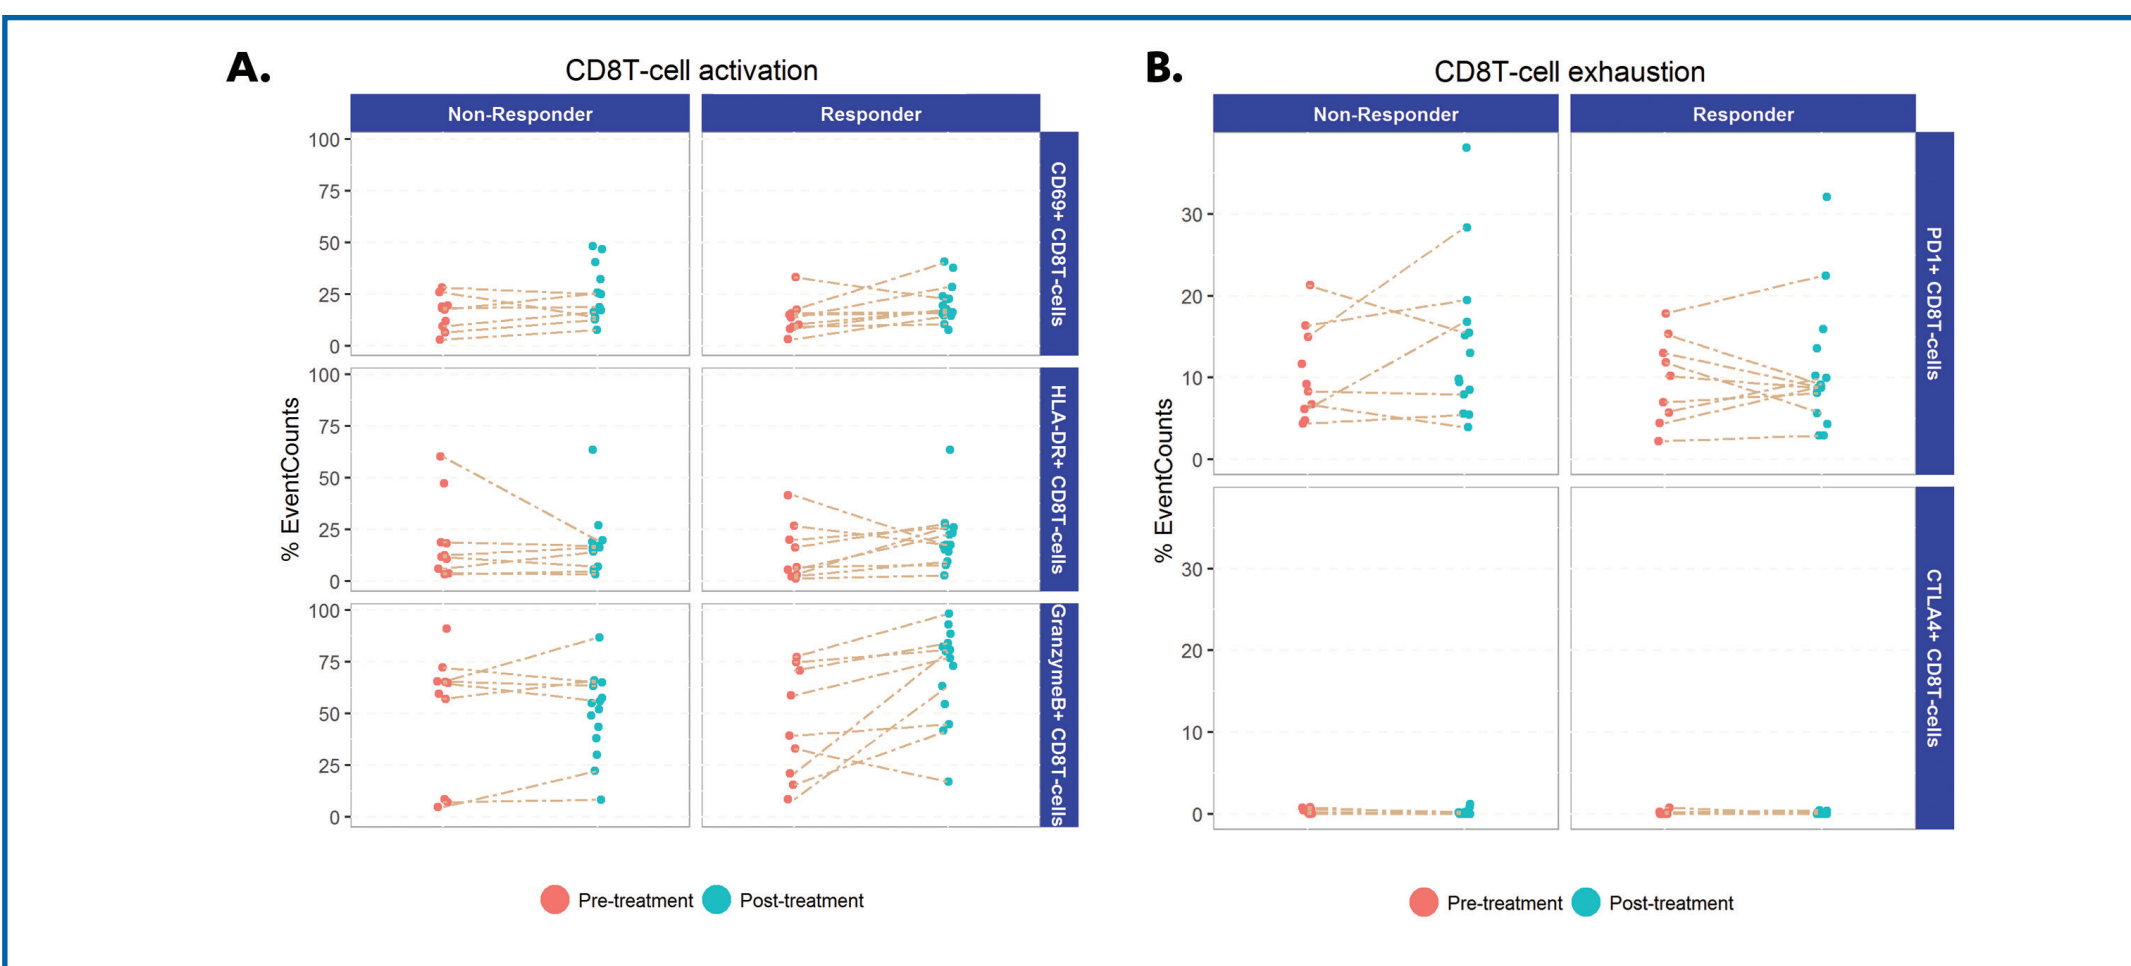 A.
CD8T-cell activation
Non-Responder
Responder
100
75
50
25
0
CD69+ CD8T-cells
100
75
50
25
0
HLA-DR+ CD8T-cells
100
75
50
25
0
GranzymeB+ CD8T-cells
% EventCounts
Pre-treatment
Post-treatment
B.
CD8T-cell exhaustion
Non-Responder
Responder
30
20
10
0
PD1+ CD8T-cells
30
20
10
0
CTLA4+ CD8T-cells
% EventCounts
Pre-treatment
Post-treatment